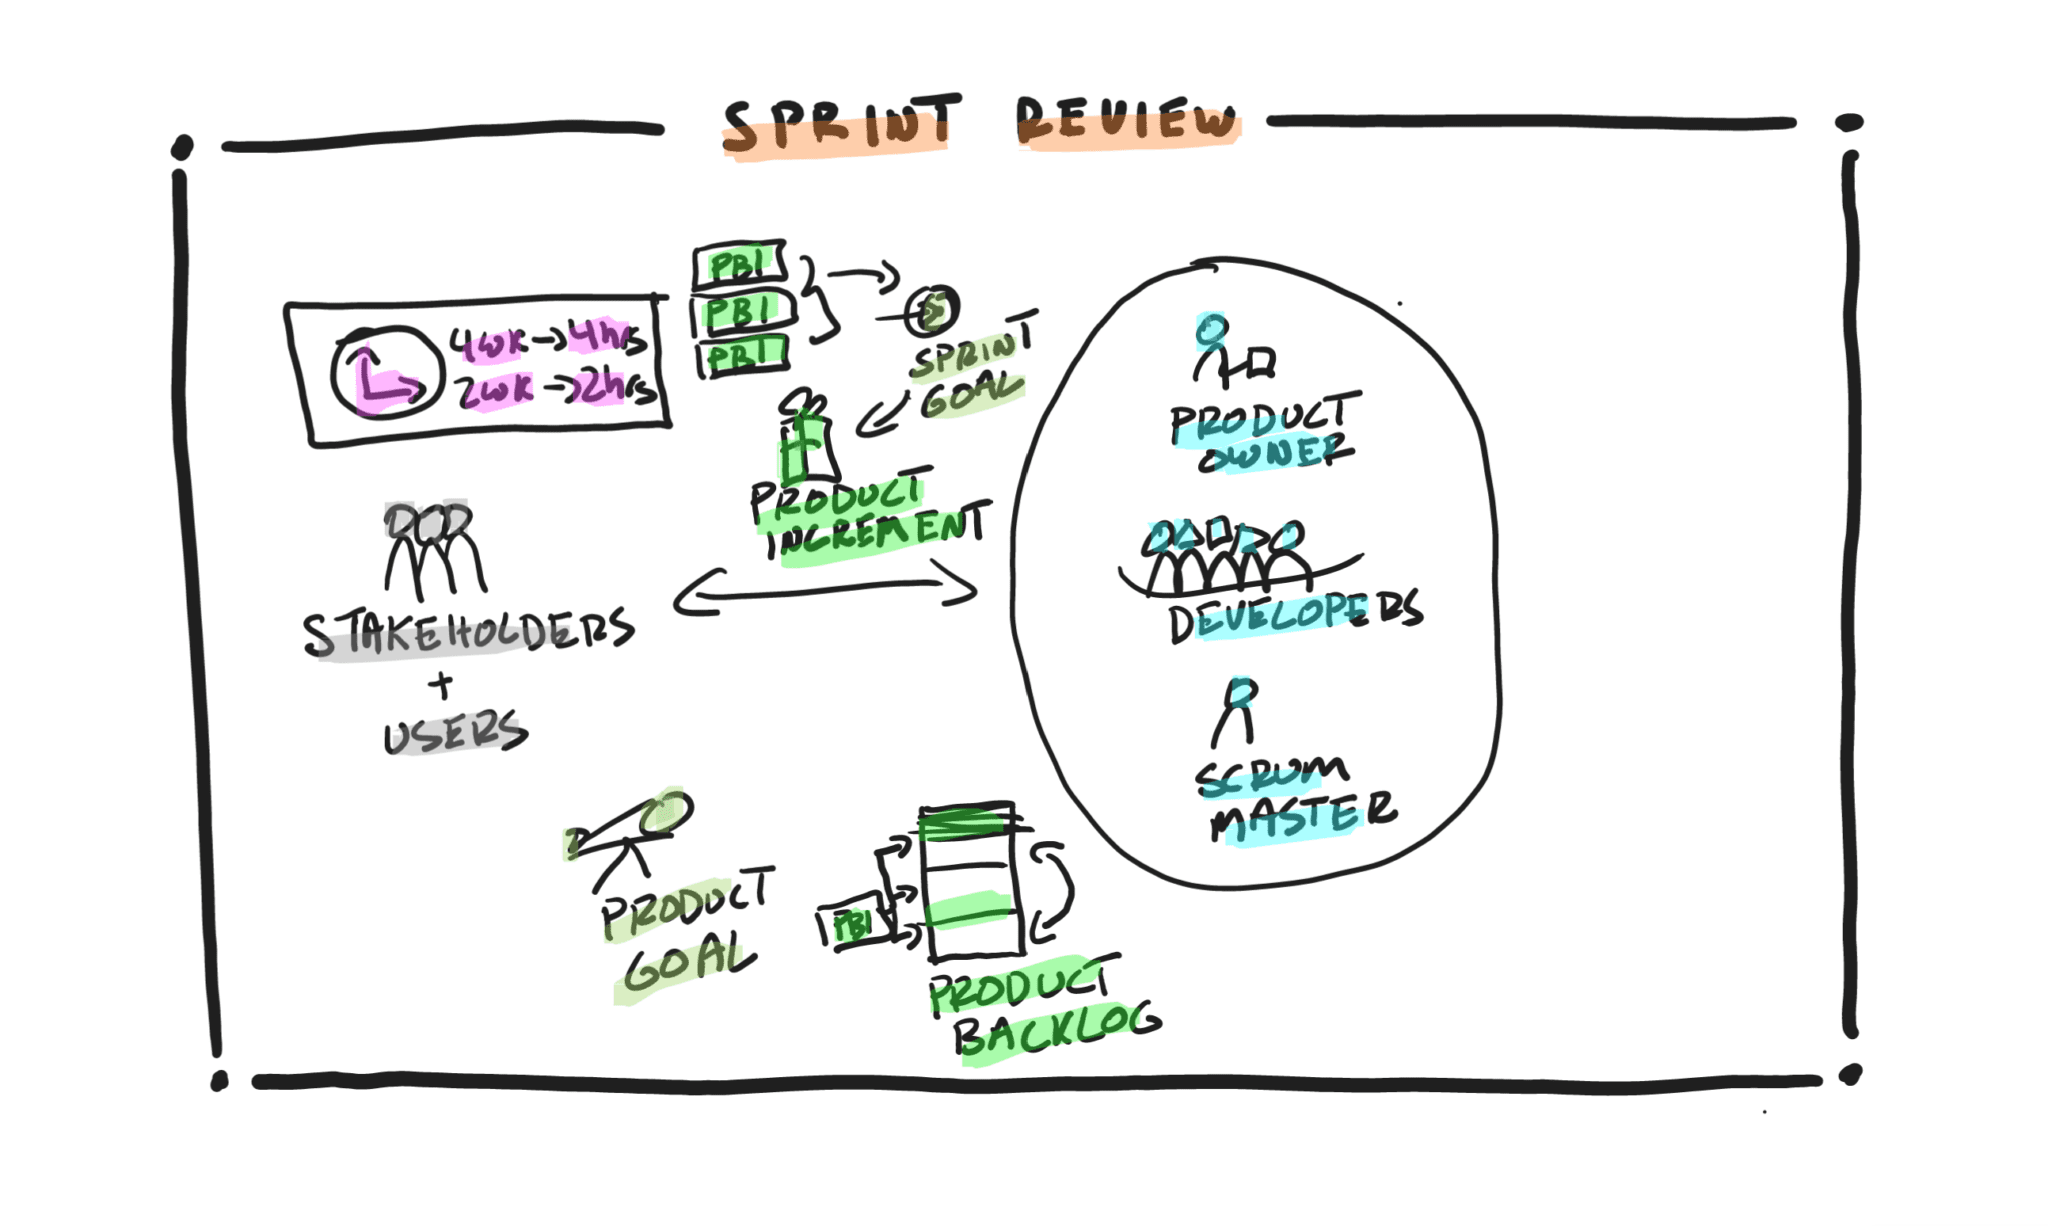 SPRINT REVIEW
4wk→4hrs
2wk→2hrs
PBI
PBI
PBI
SPRINT
GOAL
PRODUCT
INCREMENT
STAKEHOLDERS
+
USERS
PRODUCT
OWNER
DEVELOPERS
SCRUM
MASTER
PRODUCT
GOAL
PBI
PRODUCT
BACKLOG